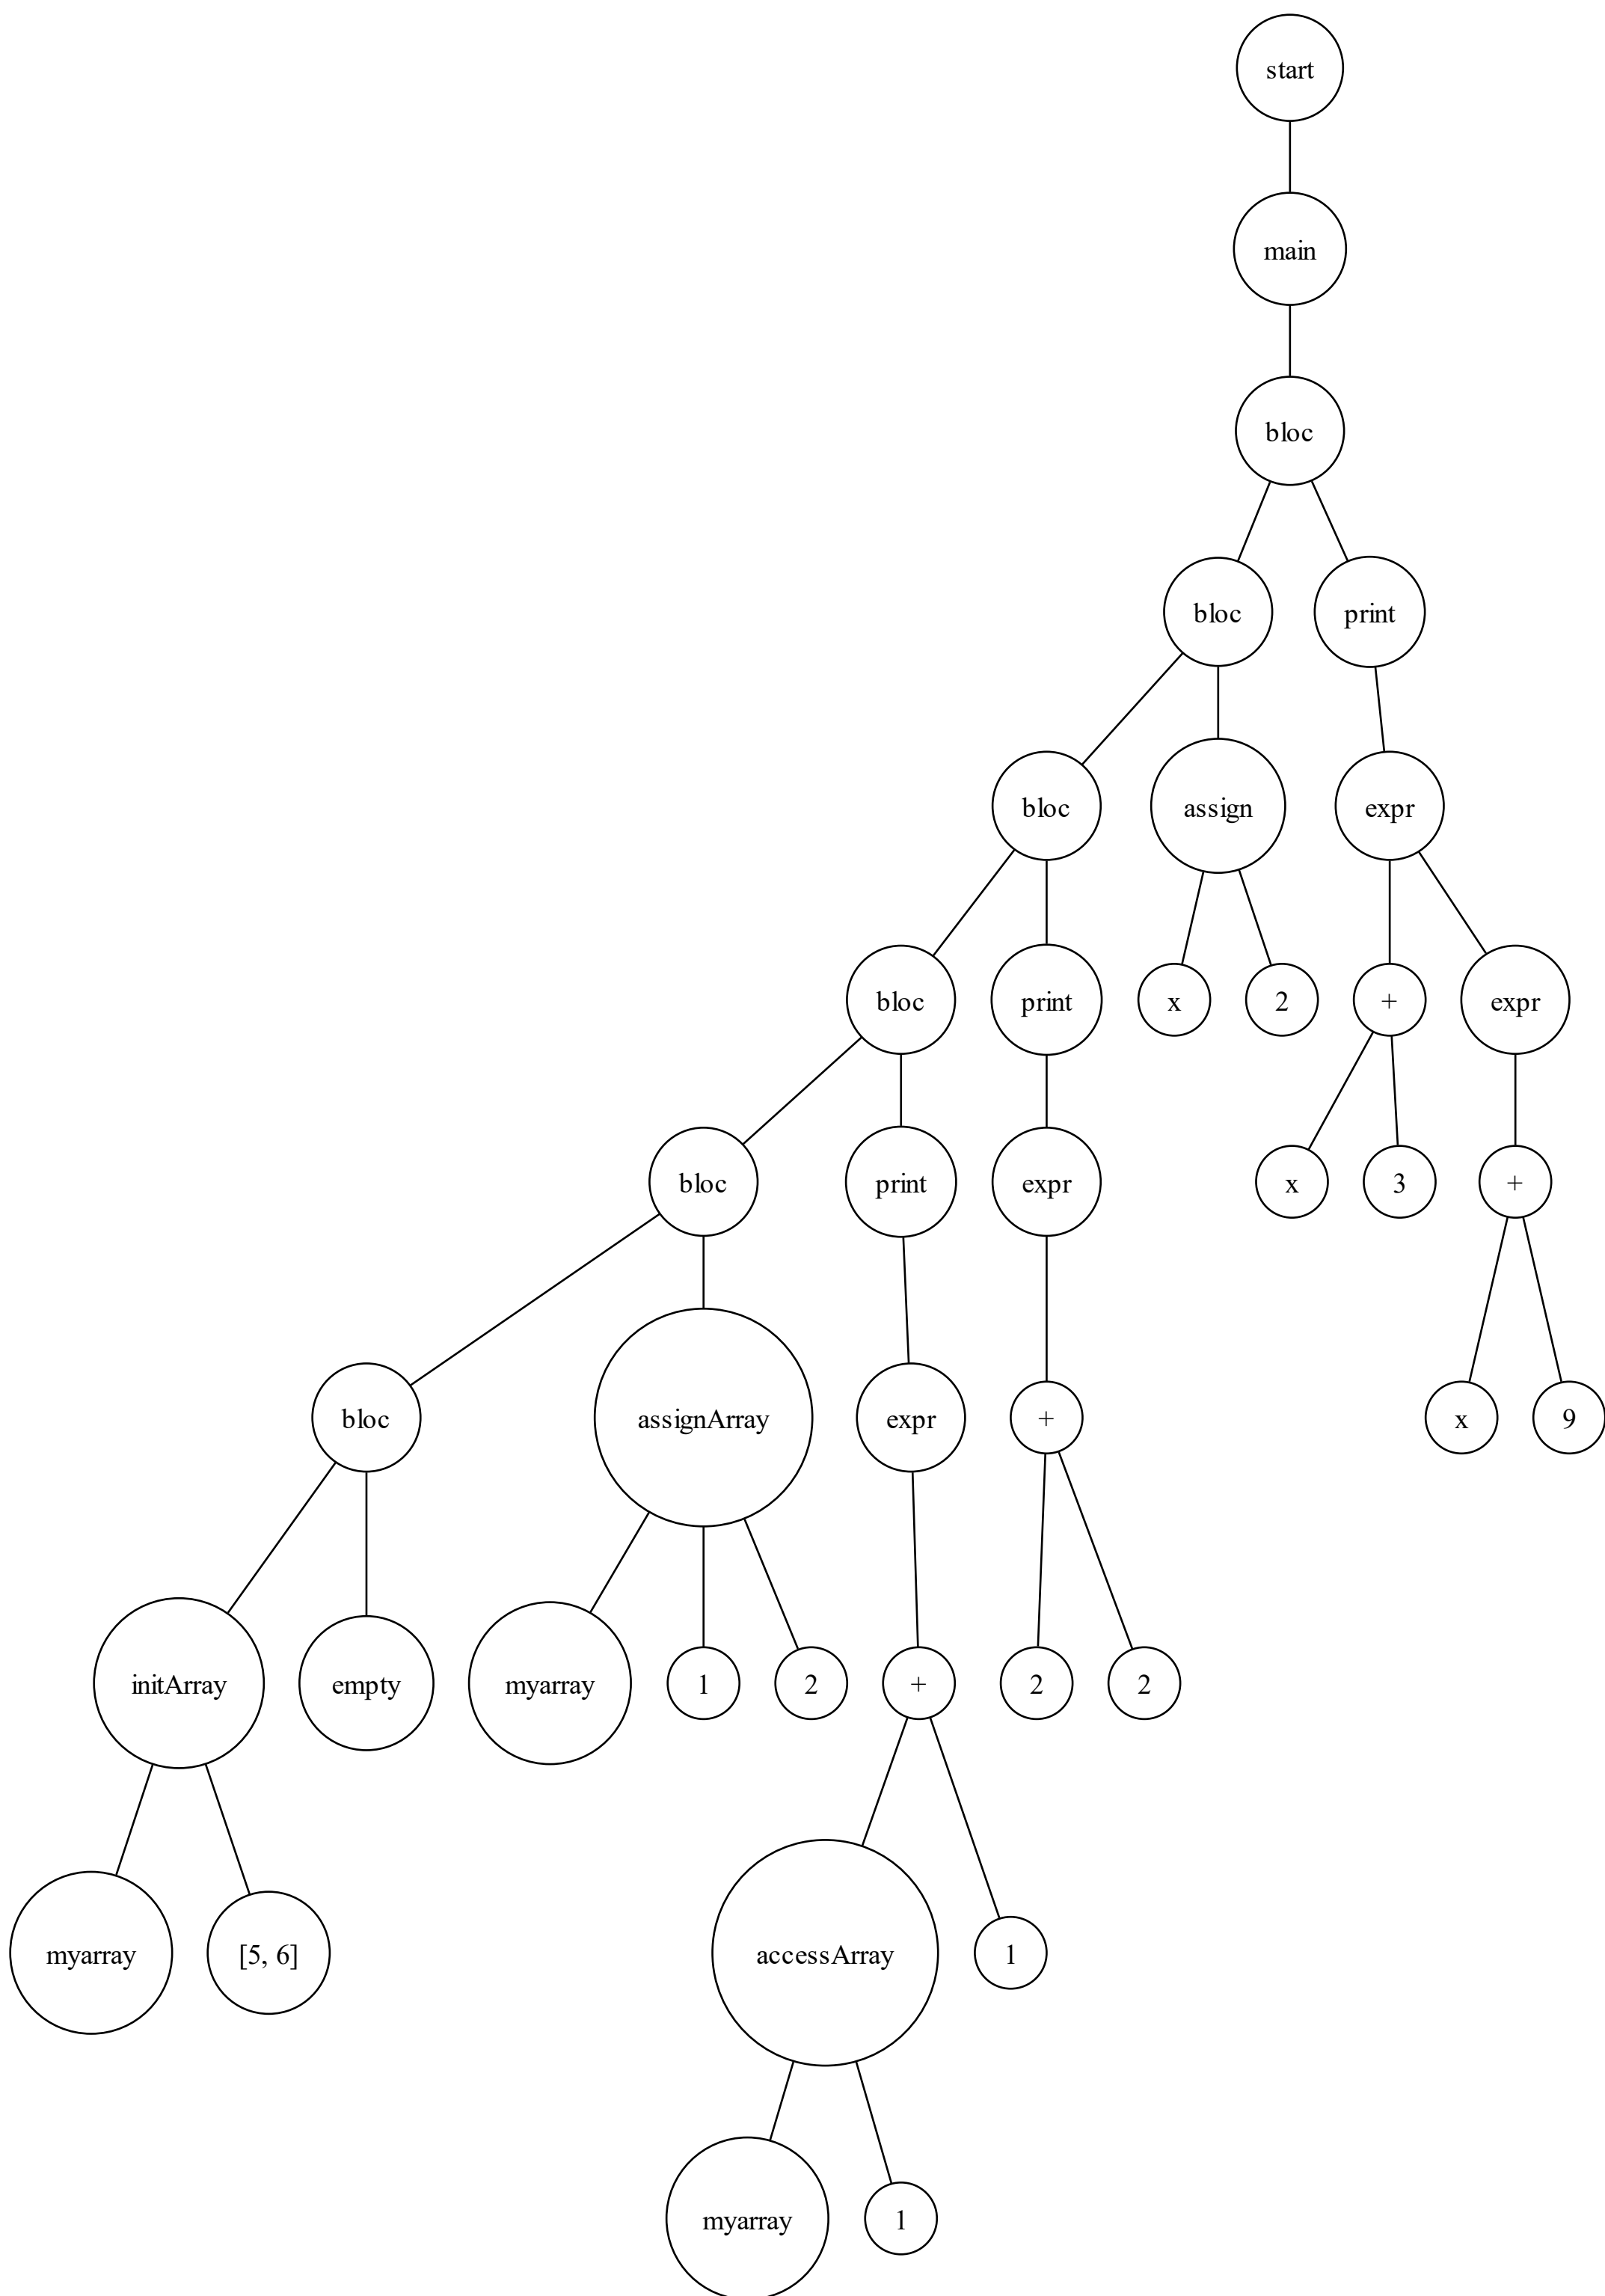 start
main
bloc
bloc print
bloc assign expr
bloc print x 2 + expr
bloc print expr x 3 +
bloc assignArray expr + x 9
initArray empty myarray 1 2 + 2 2
myarray [5, 6] accessArray 1
myarray 1